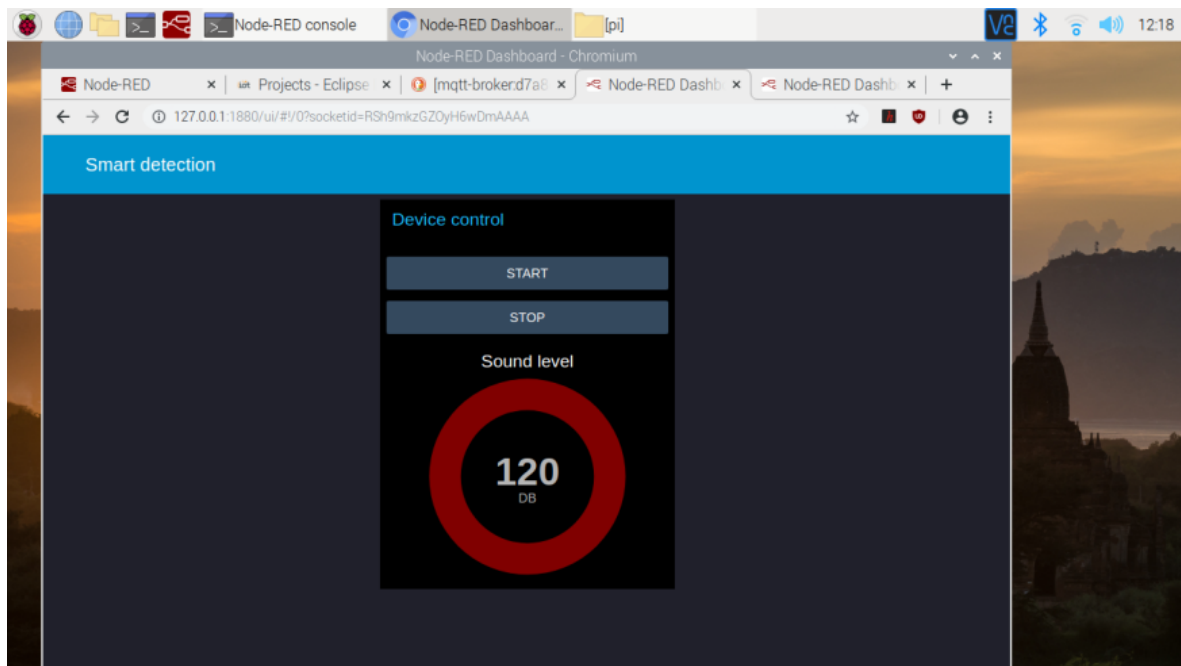 Node-RED console
Node-RED Dashboar...
[pi]
12:18
Node-RED Dashboard - Chromium
Node-RED
Projects - Eclipse
[mqtt-broker:d7a8
Node-RED Dashb
Node-RED Dashb
127.0.0.1:1880/ui/#!/0?socketid=RSh9mkzGZOyH6wDmAAAA
Smart detection
Device control
START
STOP
Sound level
120
DB